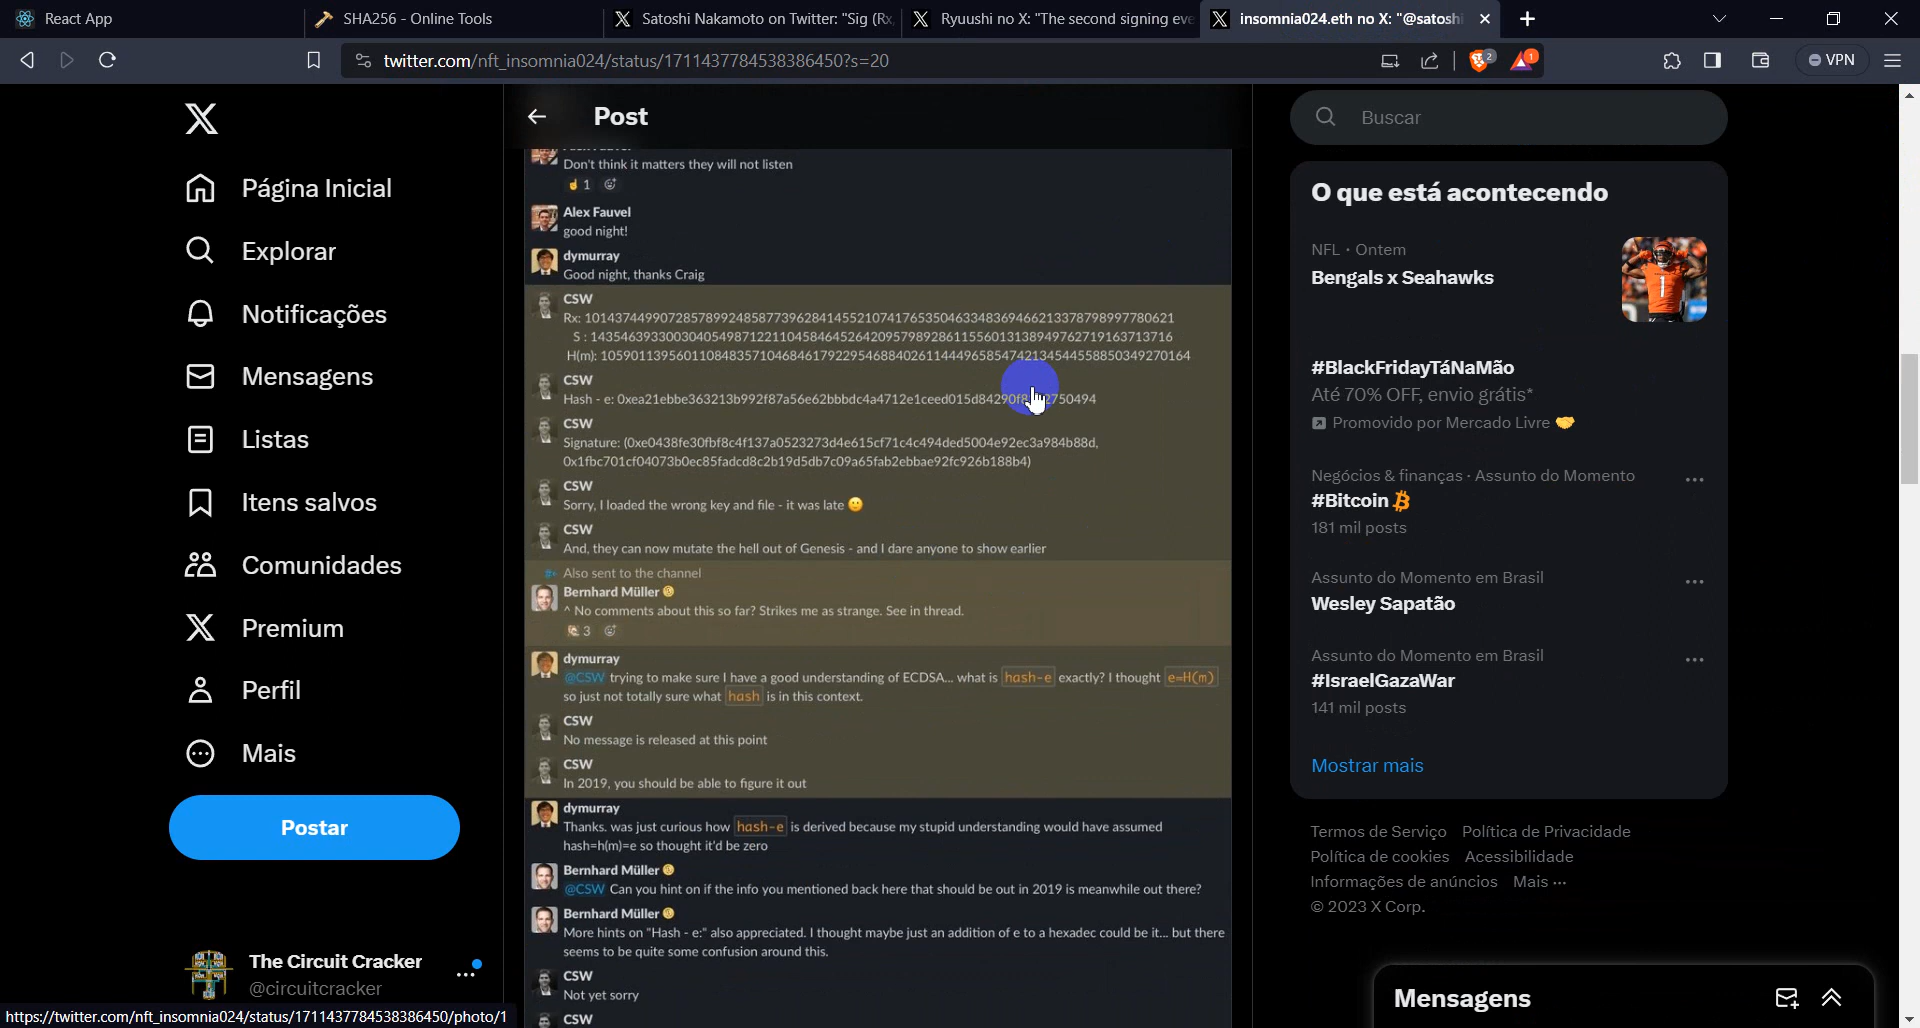 React App
SHA256 - Online Tools
Satoshi Nakamoto on Twitter: "Sig (Rx,
Ryuushi no X: "The second signing eve
insomnia024.eth no X: "@satoshi
twitter.com/nft_insomnia024/status/1711437784538386450?s=20
2
1
VPN
Post
Buscar
Página Inicial
Explorar
Notificações
Mensagens
Listas
Itens salvos
Comunidades
Premium
Perfil
Mais
Postar
The Circuit Cracker
@circuitcracker
https://twitter.com/nft_insomnia024/status/1711437784538386450/photo/1
Don't think it matters they will not listen
1
Alex Fauvel
good night!
dymurray
Good night, thanks Craig
CSW
CSW
Hash - e:
CSW
Signature:
CSW
Sorry, I loaded the wrong key and file - it was late 🙂
CSW
And, they can now mutate the hell out of Genesis - and I dare anyone to show earlier
Also sent to the channel
Bernhard Müller
^ No comments about this so far? Strikes me as strange. See in thread.
3
dymurray
@CSW trying to make sure I have a good understanding of ECDSA... what is hash-e exactly? I thought e=H(m)
so just not totally sure what hash is in this context.
CSW
No message is released at this point
CSW
In 2019, you should be able to figure it out
dymurray
Thanks. was just curious how hash-e is derived because my stupid understanding would have assumed
hash=h(m)=e so thought it'd be zero
Bernhard Müller
@CSW Can you hint on if the info you mentioned back here that should be out in 2019 is meanwhile out there?
Bernhard Müller
More hints on "Hash - e:" also appreciated. I thought maybe just an addition of e to a hexadec could be it... but there
seems to be quite some confusion around this.
CSW
Not yet sorry
CSW
O que está acontecendo
NFL · Ontem
Bengals x Seahawks
#BlackFridayTáNaMão
Até 70% OFF, envio grátis*
Promovido por Mercado Livre 🤝
Negócios & finanças · Assunto do Momento
#Bitcoin
181 mil posts
Assunto do Momento em Brasil
Wesley Sapatão
Assunto do Momento em Brasil
#IsraelGazaWar
141 mil posts
Mostrar mais
Termos de Serviço Política de Privacidade
Política de cookies Acessibilidade
Informações de anúncios Mais ···
© 2023 X Corp.
Mensagens